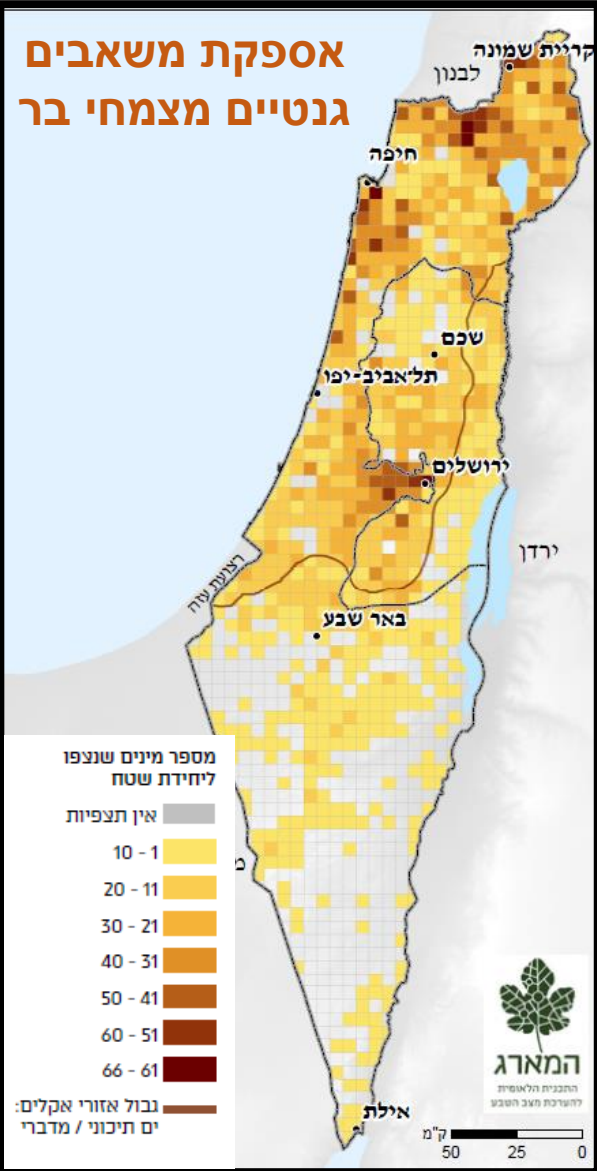 אספקת משאבים
גנטיים מצמחי בר
קריית שמונה
לבנון
חיפה
שכם
תל־אביב-יפו
ירושלים
ירדן
רצועת עזה
באר שבע
מ
אילת
מספר מינים שנצפו
ליחידת שטח
אין תצפיות
1 - 10
11 - 20
21 - 30
31 - 40
41 - 50
51 - 60
61 - 66
גבול אזורי אקלים:
ים תיכוני / מדברי
המארג
התכנית הלאומית
להערכת מצב הטבע
ק"מ
50 25 0